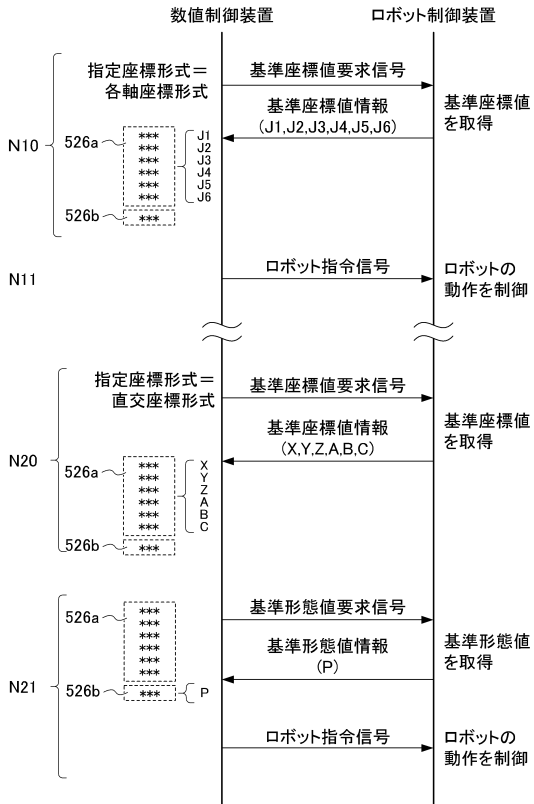 数値制御装置
ロボット制御装置
指定座標形式=
各軸座標形式
基準座標値要求信号
基準座標値
を取得
基準座標値情報
(J1,J2,J3,J4,J5,J6)
N10
526a
***
***
***
***
***
***
J1
J2
J3
J4
J5
J6
526b
***
N11
ロボット指令信号
ロボットの
動作を制御
指定座標形式=
直交座標形式
基準座標値要求信号
基準座標値
を取得
基準座標値情報
(X,Y,Z,A,B,C)
N20
526a
***
***
***
***
***
***
X
Y
Z
A
B
C
526b
***
526a
***
***
***
***
***
***
基準形態値要求信号
基準形態値
を取得
基準形態値情報
(P)
N21
526b
***
P
ロボット指令信号
ロボットの
動作を制御